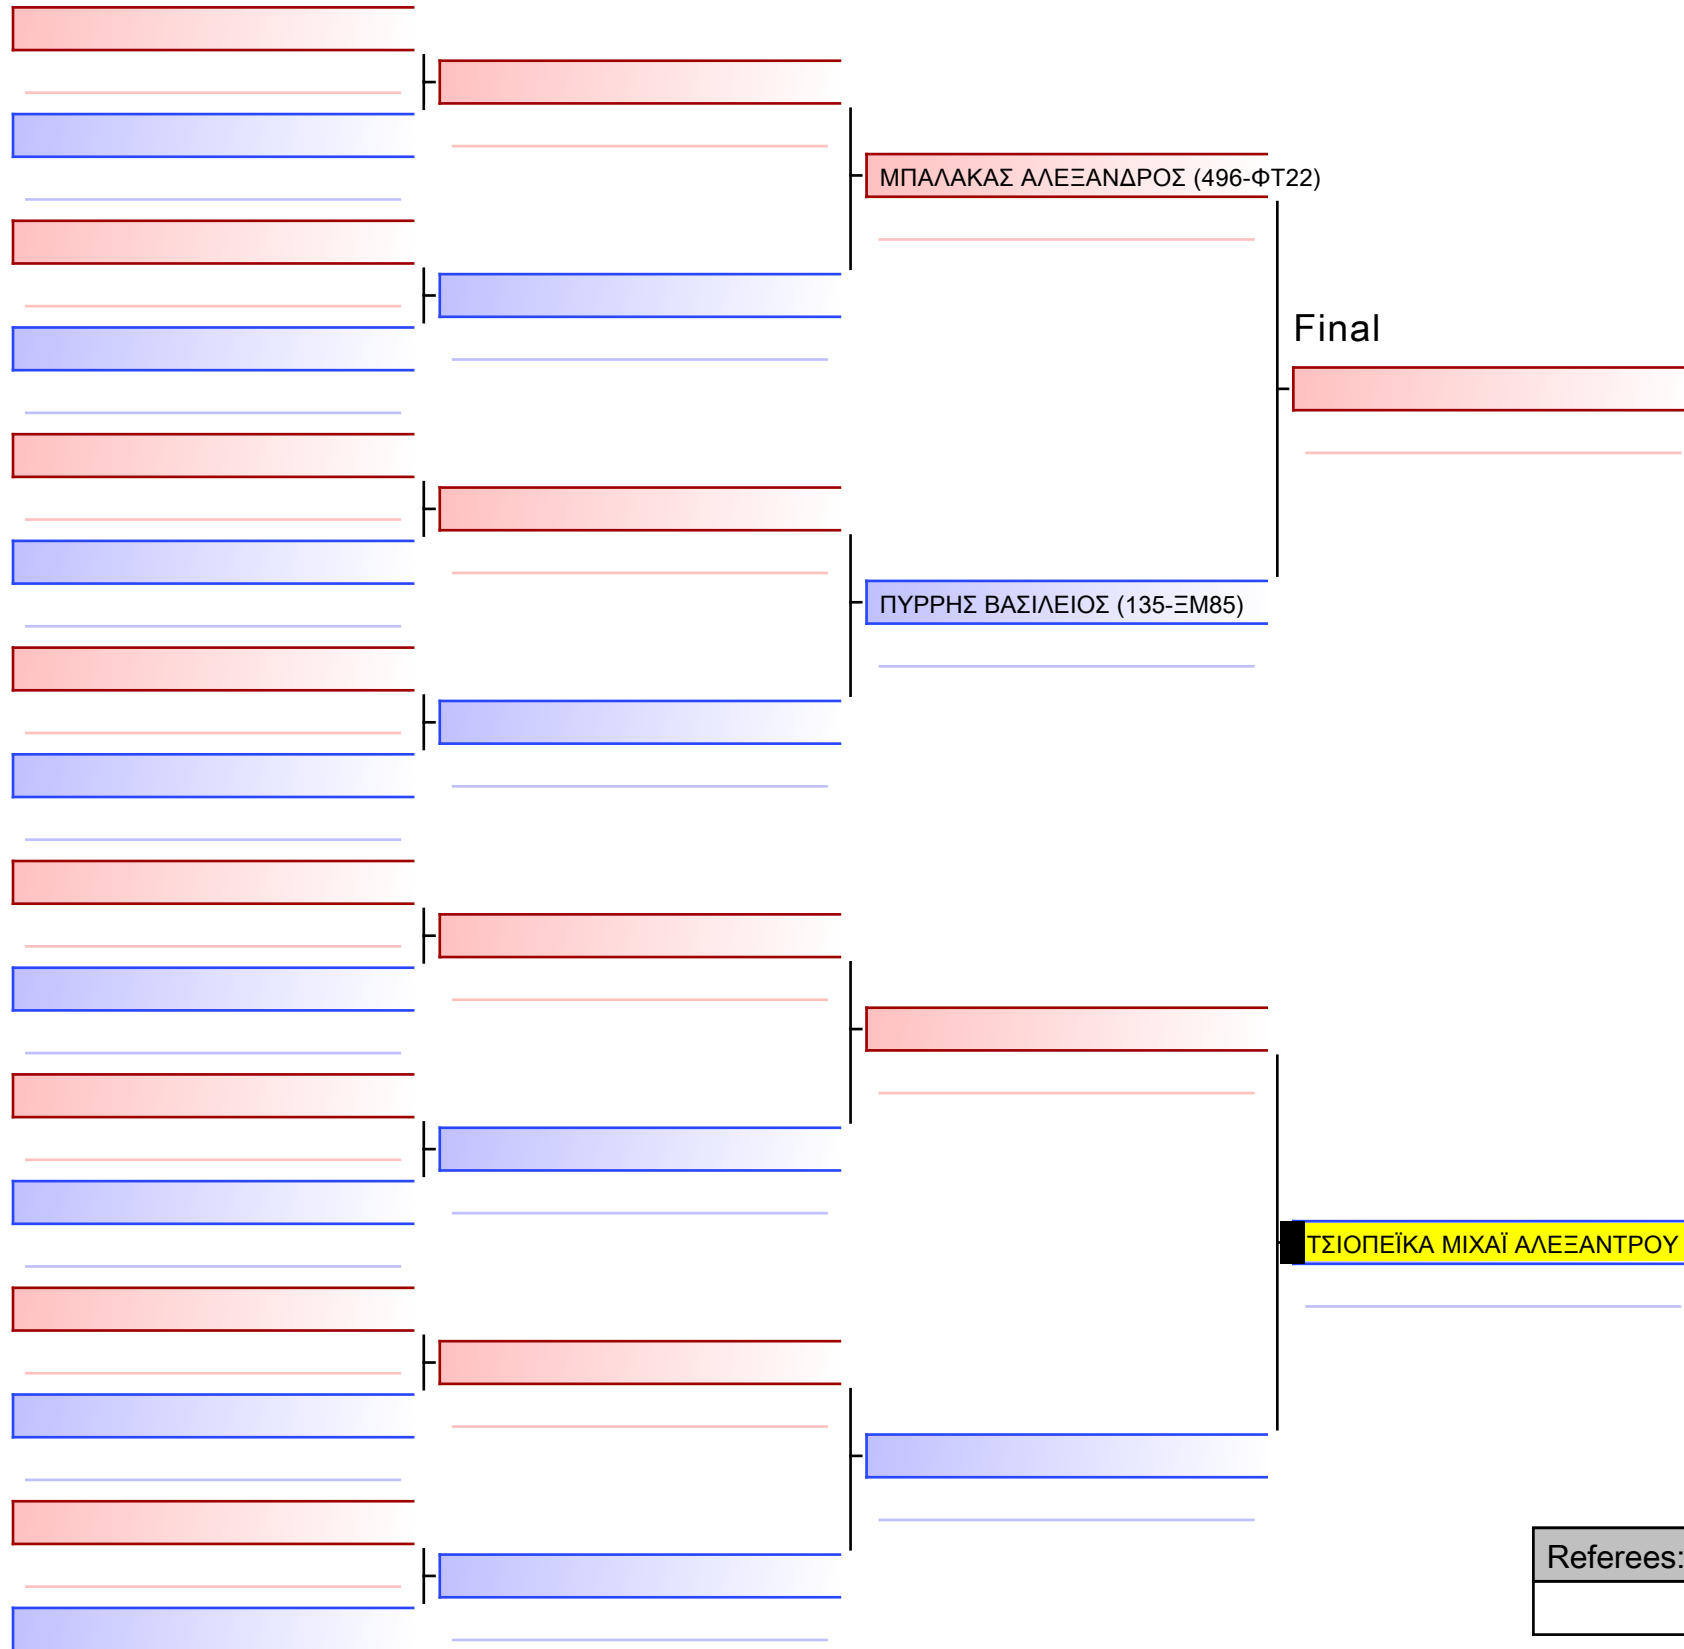 ΜΠΑΛΑΚΑΣ ΑΛΕΞΑΝΔΡΟΣ (496-ΦΤ22)
Final
ΠΥΡΡΗΣ ΒΑΣΙΛΕΙΟΣ (135-ΞΜ85)
ΤΣΙΟΠΕΪΚΑ ΜΙΧΑΪ ΑΛΕΞΑΝΤΡΟΥ
Referees: